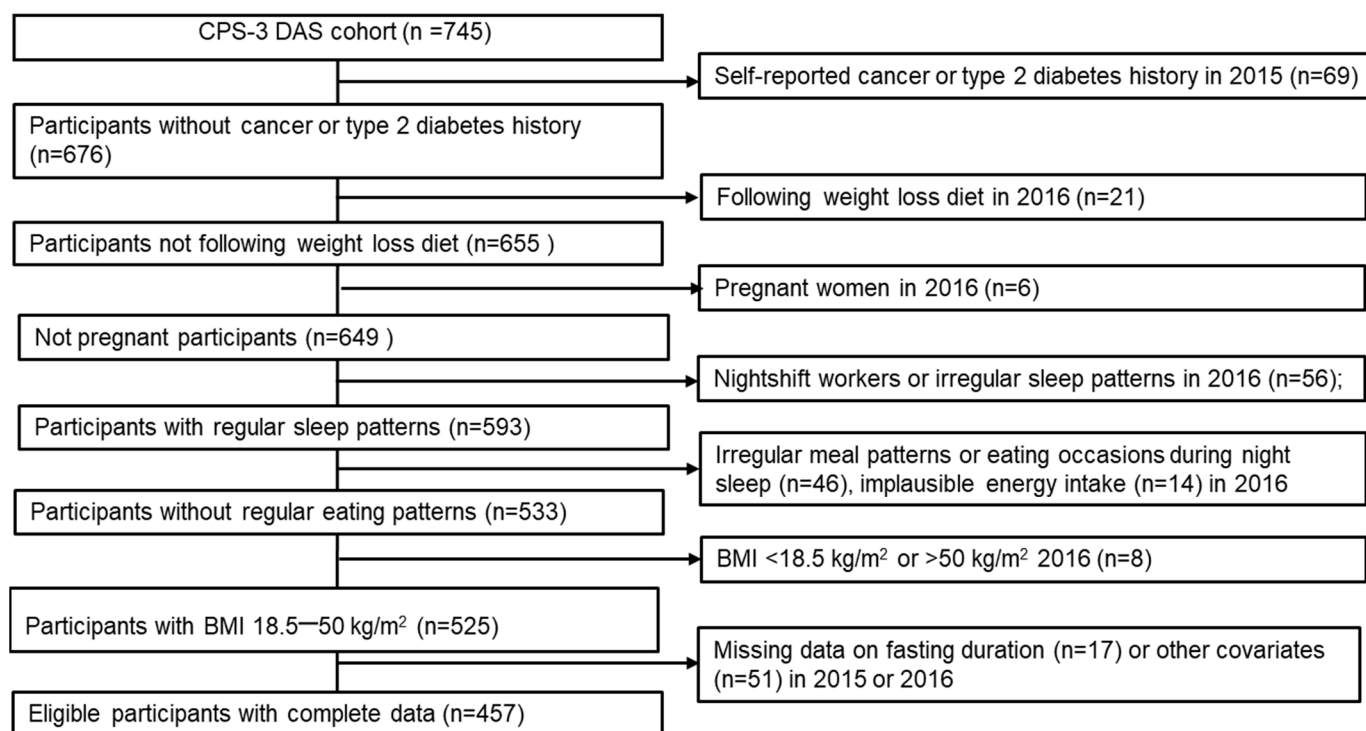 CPS-3 DAS cohort (n =745)
Self-reported cancer or type 2 diabetes history in 2015 (n=69)
Participants without cancer or type 2 diabetes history
(n=676)
Following weight loss diet in 2016 (n=21)
Participants not following weight loss diet (n=655 )
Pregnant women in 2016 (n=6)
Not pregnant participants (n=649 )
Nightshift workers or irregular sleep patterns in 2016 (n=56);
Participants with regular sleep patterns (n=593)
Irregular meal patterns or eating occasions during night
sleep (n=46), implausible energy intake (n=14) in 2016
Participants without regular eating patterns (n=533)
BMI <18.5 kg/m² or >50 kg/m² 2016 (n=8)
Participants with BMI 18.5—50 kg/m² (n=525)
Missing data on fasting duration (n=17) or other covariates
(n=51) in 2015 or 2016
Eligible participants with complete data (n=457)